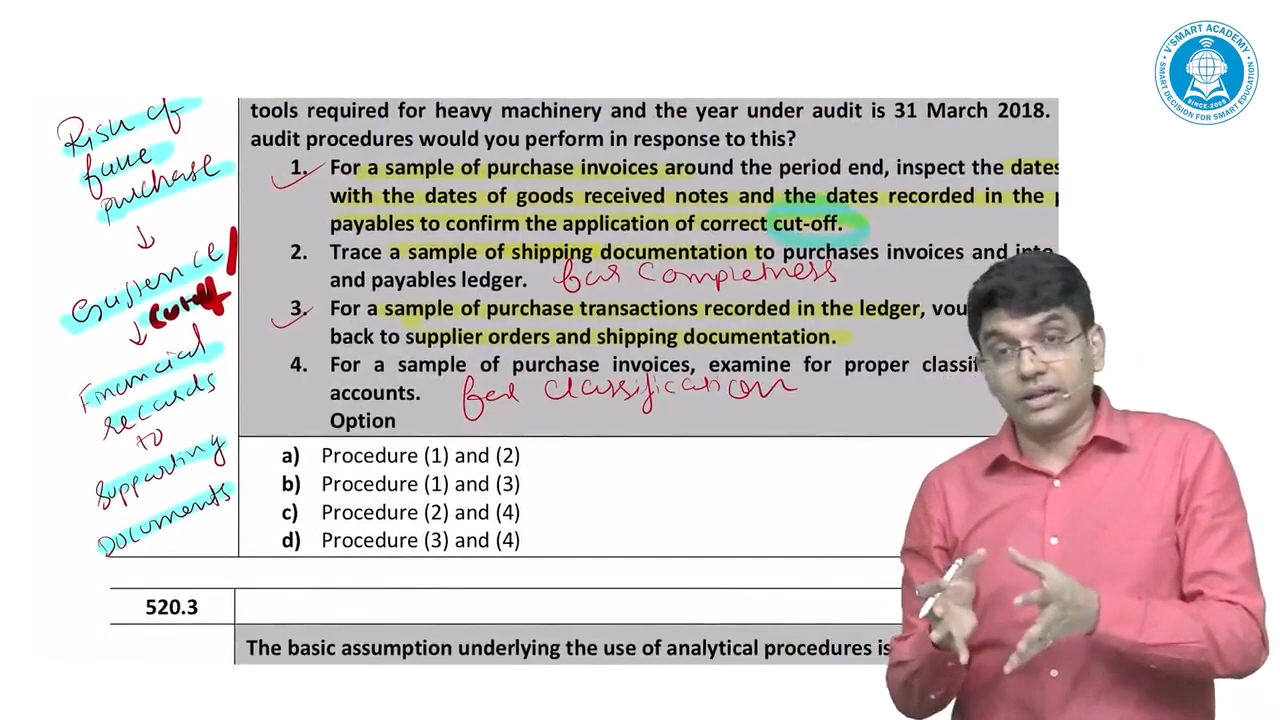 V'SMART ACADEMY
SINCE-2006
SMART DECISION FOR SMART EDUCATION
Risk of
fake
purchase
Existence/
cutoff
Financial
records
to
Supporting
Documents
tools required for heavy machinery and the year under audit is 31 March 2018.
audit procedures would you perform in response to this?
1. For a sample of purchase invoices around the period end, inspect the dates
with the dates of goods received notes and the dates recorded in the
payables to confirm the application of correct cut-off.
2. Trace a sample of shipping documentation to purchases invoices and into
and payables ledger. for Completness
3. For a sample of purchase transactions recorded in the ledger, vou
back to supplier orders and shipping documentation.
4. For a sample of purchase invoices, examine for proper classif
accounts. for classification
Option
a) Procedure (1) and (2)
b) Procedure (1) and (3)
c) Procedure (2) and (4)
d) Procedure (3) and (4)
520.3
The basic assumption underlying the use of analytical procedures is